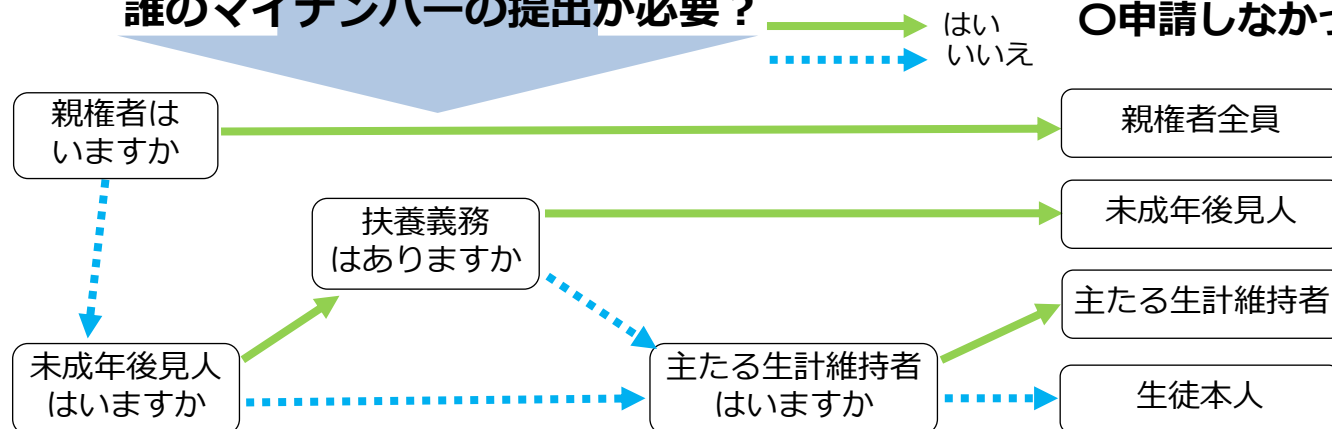 誰のマイナンバーの提出が必要？
はい
いいえ
〇申請しなかっ
親権者は
いますか
親権者全員
扶養義務
はありますか
未成年後見人
主たる生計維持者
未成年後見人
はいますか
主たる生計維持者
はいますか
生徒本人